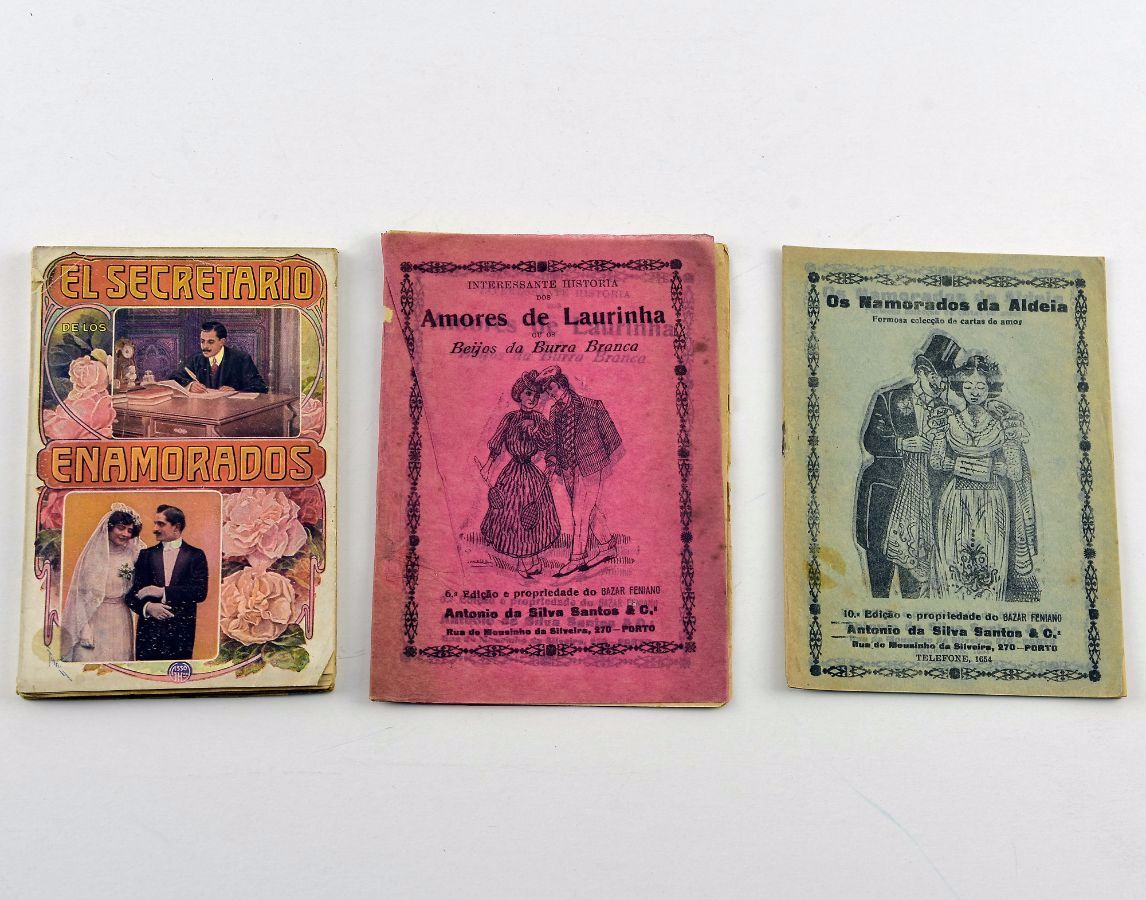 EL SECRETARIO
DE LOS
ENAMORADOS
INTERESSANTE HISTORIA
DOS
Amores de Laurinha
OU OS
Beijos da Burra Branca
6.ª Edição e propriedade do BAZAR FENIANO
Antonio da Silva Santos & C.ª
Rua de Mousinho da Silveira, 270—PORTO
Os Namorados da Aldeia
Formosa colecção de cartas de amor
10.ª Edição e propriedade do BAZAR FENIANO
Antonio da Silva Santos & C.ª
Rua de Mousinho da Silveira, 270—PORTO
TELEFONE, 1654